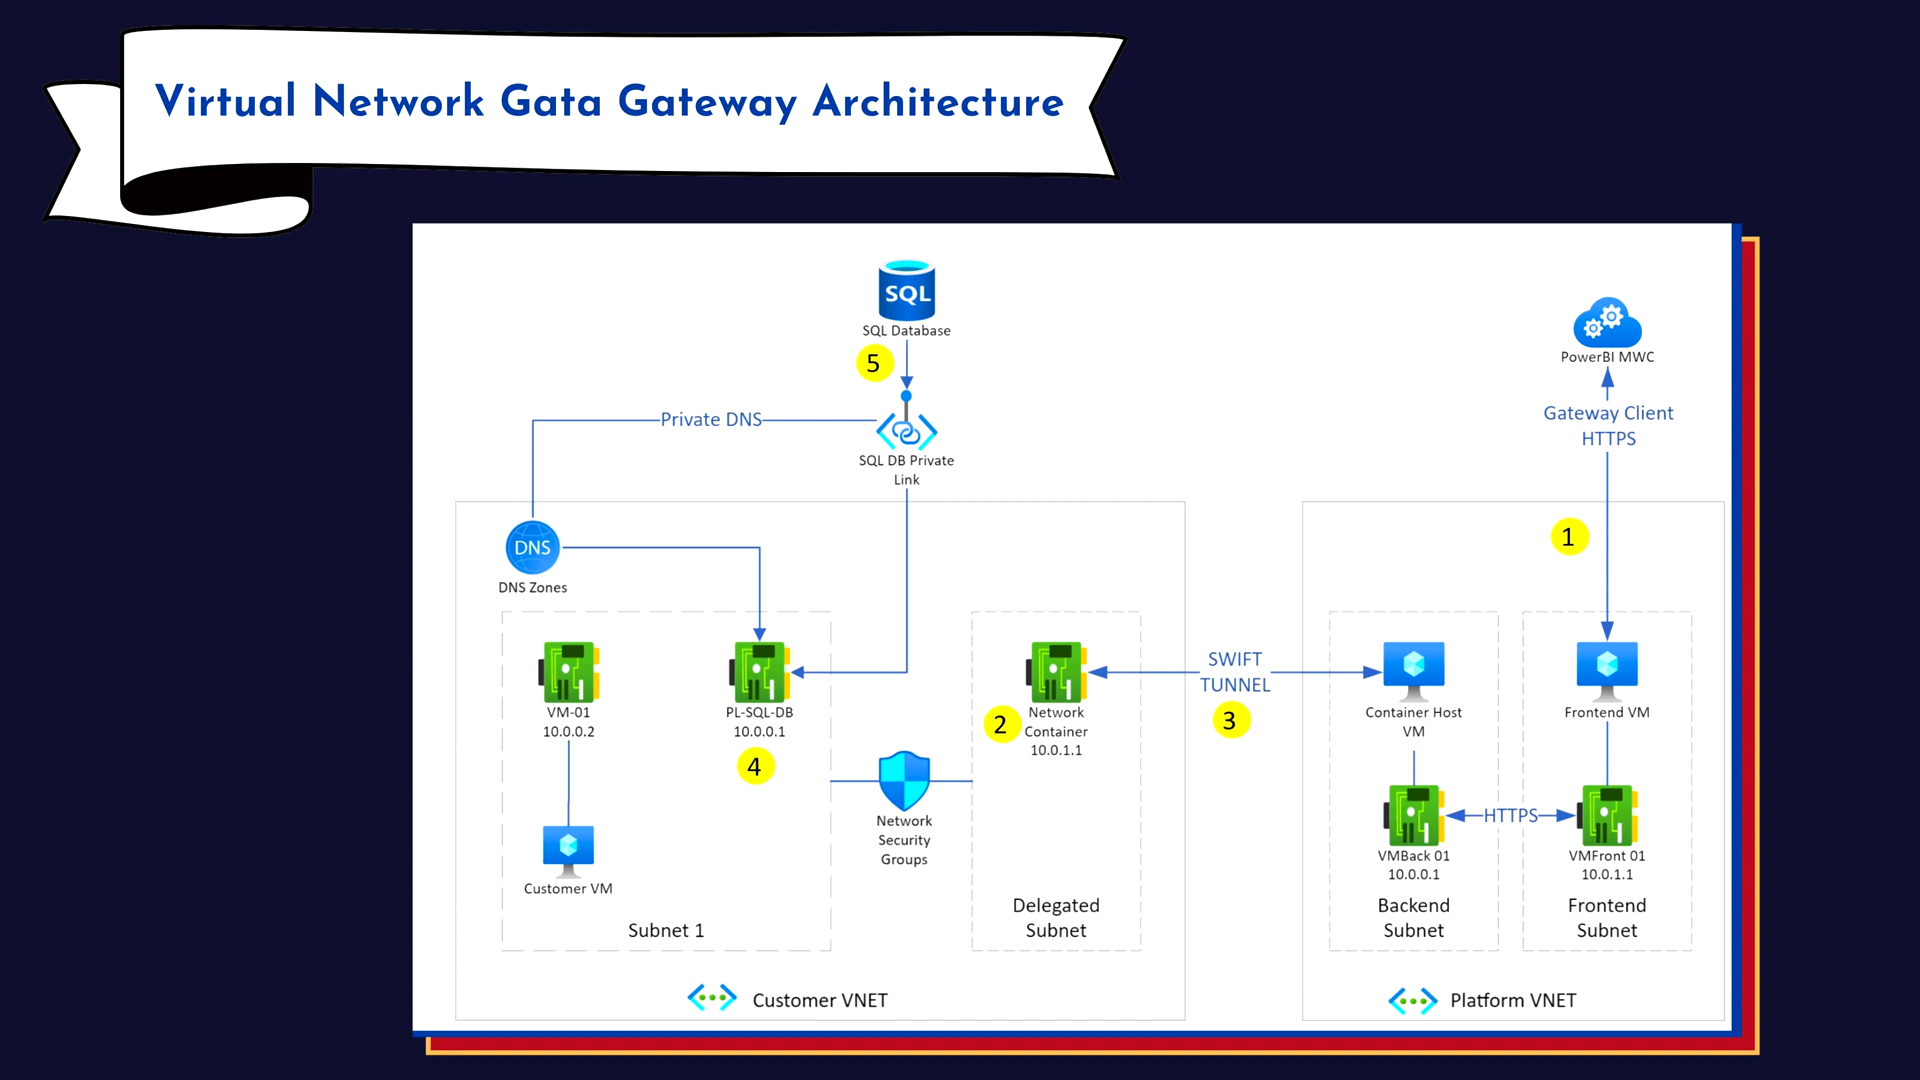 Virtual Network Gata Gateway Architecture
SQL
SQL Database
5
PowerBI MWC
Private DNS
Gateway Client
HTTPS
SQL DB Private
Link
1
DNS
DNS Zones
VM-01
10.0.0.2
PL-SQL-DB
10.0.0.1
4
2
Network
Container
10.0.1.1
SWIFT
TUNNEL
3
Container Host
VM
Frontend VM
Network
Security
Groups
HTTPS
VMBack 01
10.0.0.1
VMFront 01
10.0.1.1
Customer VM
Subnet 1
Delegated
Subnet
Backend
Subnet
Frontend
Subnet
Customer VNET
Platform VNET